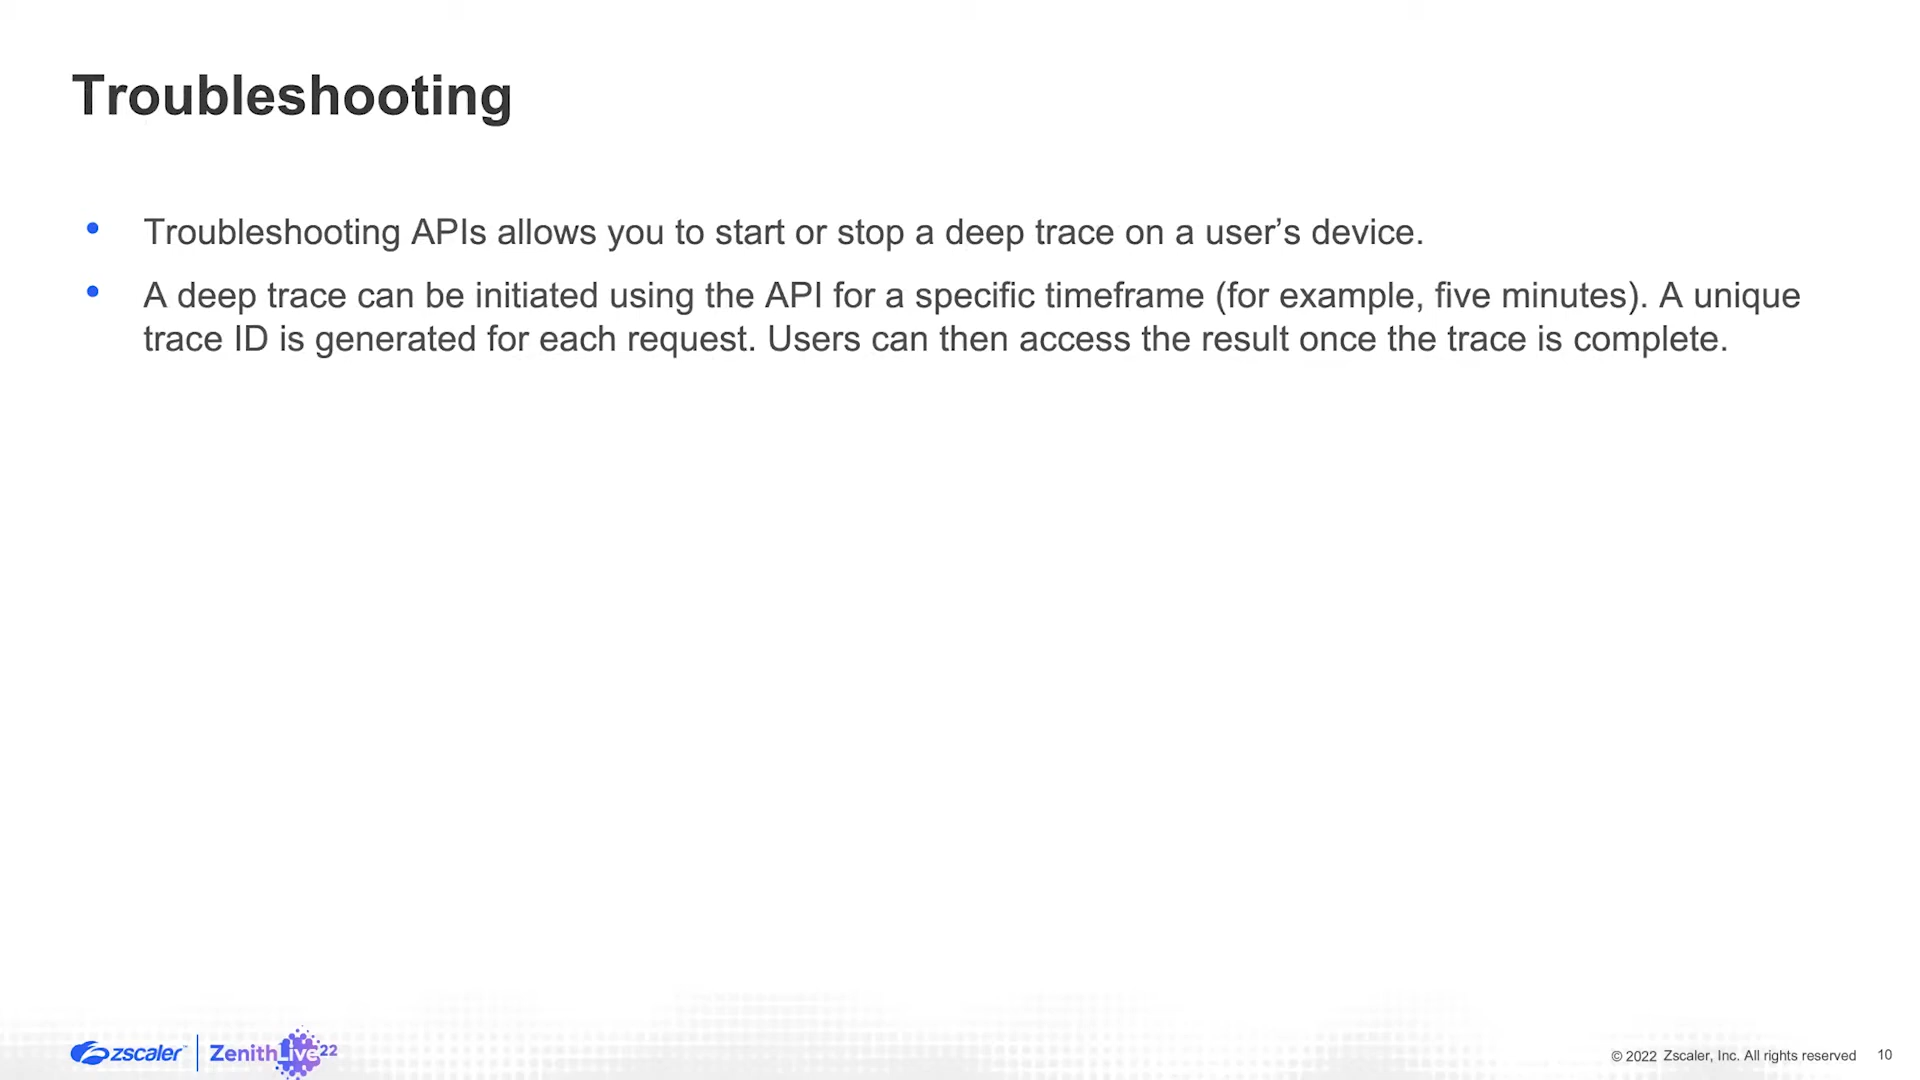 Troubleshooting
• Troubleshooting APIs allows you to start or stop a deep trace on a user’s device.
• A deep trace can be initiated using the API for a specific timeframe (for example, five minutes). A unique
trace ID is generated for each request. Users can then access the result once the trace is complete.
zscaler™ | ZenithLive22
© 2022 Zscaler, Inc. All rights reserved 10